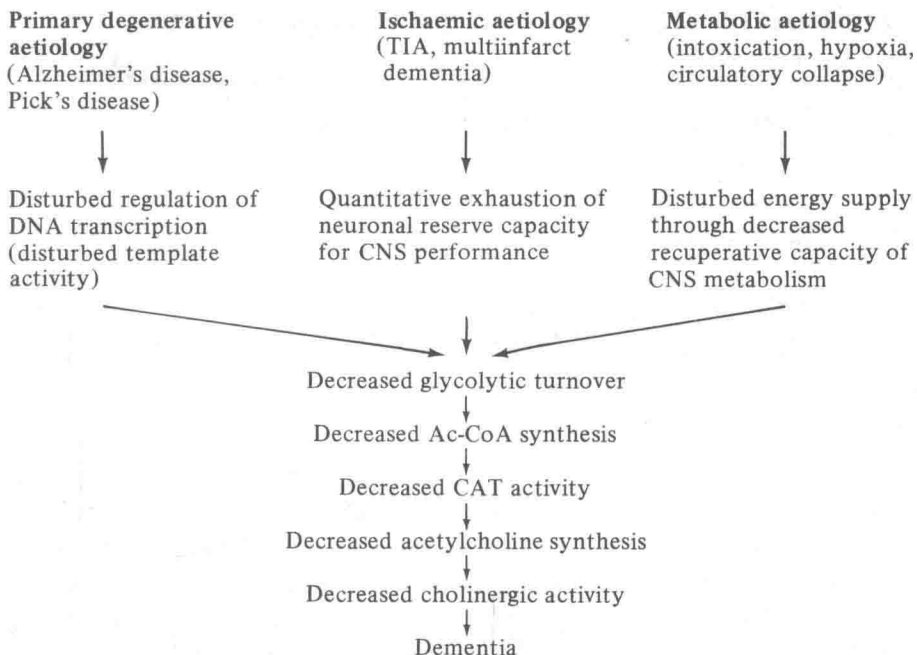 Primary degenerative
aetiology
(Alzheimer's disease,
Pick's disease)
Ischaemic aetiology
(TIA, multiinfarct
dementia)
Metabolic aetiology
(intoxication, hypoxia,
circulatory collapse)
Disturbed regulation of
DNA transcription
(disturbed template
activity)
Quantitative exhaustion of
neuronal reserve capacity
for CNS performance
Disturbed energy supply
through decreased
recuperative capacity of
CNS metabolism
Decreased glycolytic turnover
Decreased Ac-CoA synthesis
Decreased CAT activity
Decreased acetylcholine synthesis
Decreased cholinergic activity
Dementia